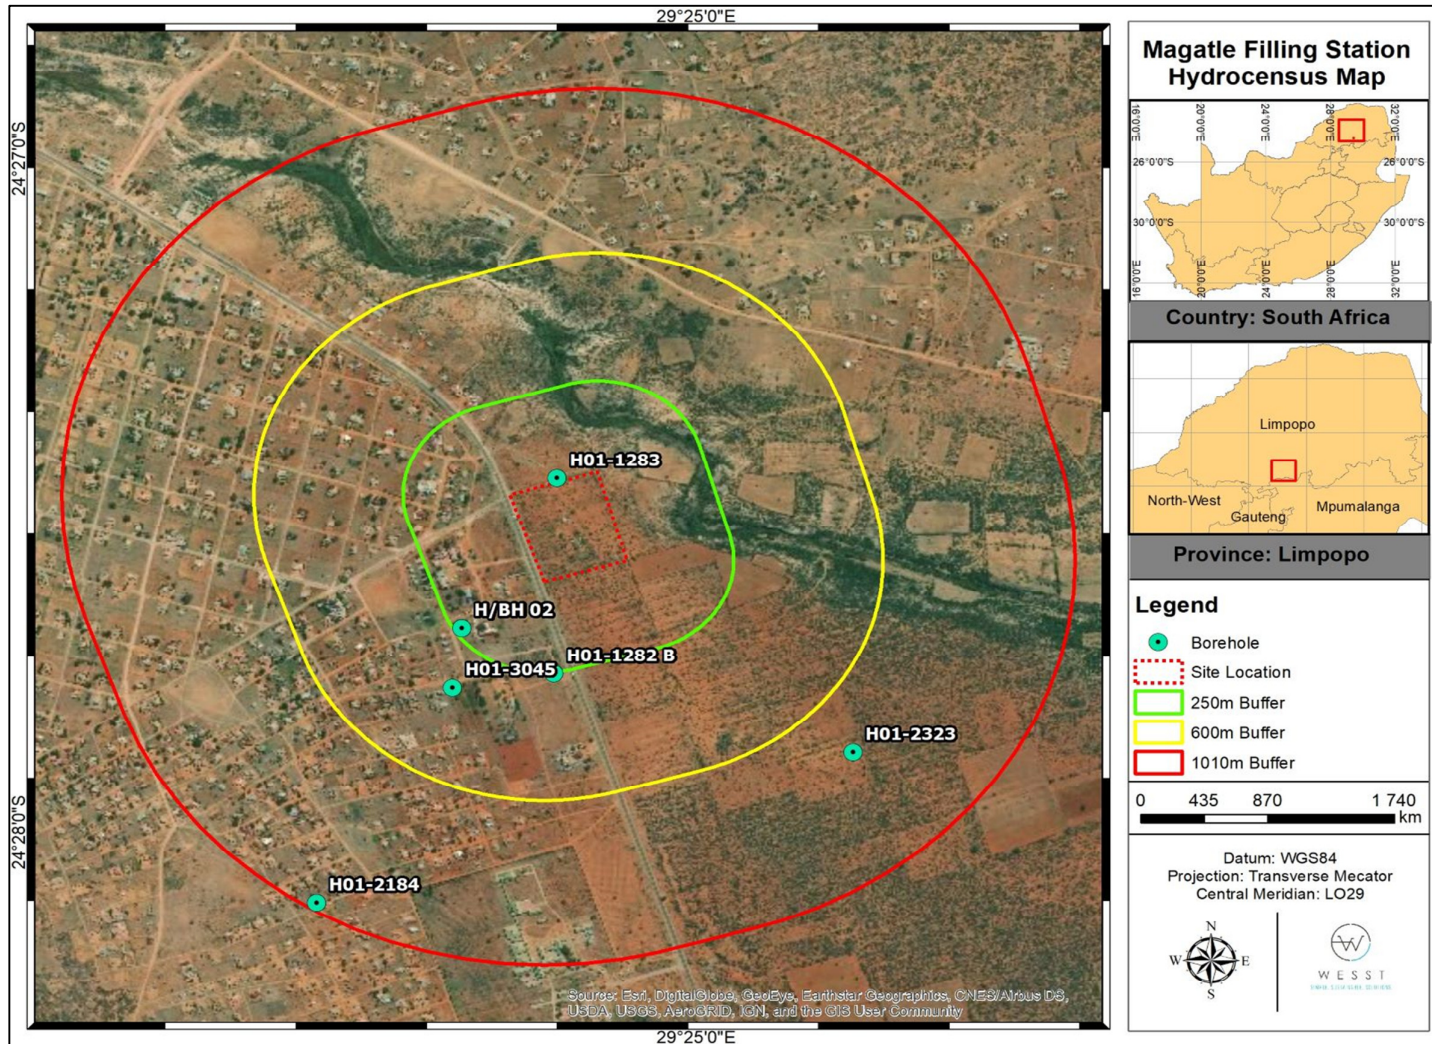 29°25'0"E
24°27'0"S
24°28'0"S
H01-1283
H/BH 02
H01-1282 B
H01-3045
H01-2323
H01-2184
Source: Esri, DigitalGlobe, GeoEye, Earthstar Geographics, CNES/Airbus DS,
USDA, USGS, AeroGRID, IGN, and the GIS User Community
29°25'0"E
Magatle Filling Station
Hydrocensus Map
16°0'0"E
20°0'0"E
24°0'0"E
28°0'0"E
32°0'0"E
26°0'0"S
26°0'0"S
30°0'0"S
30°0'0"S
16°0'0"E
20°0'0"E
24°0'0"E
28°0'0"E
32°0'0"E
Country: South Africa
Limpopo
North-West
Gauteng
Mpumalanga
Province: Limpopo
Legend
Borehole
Site Location
250m Buffer
600m Buffer
1010m Buffer
0 435 870 1 740
km
Datum: WGS84
Projection: Transverse Mecator
Central Meridian: LO29
N
W E
S
WESST